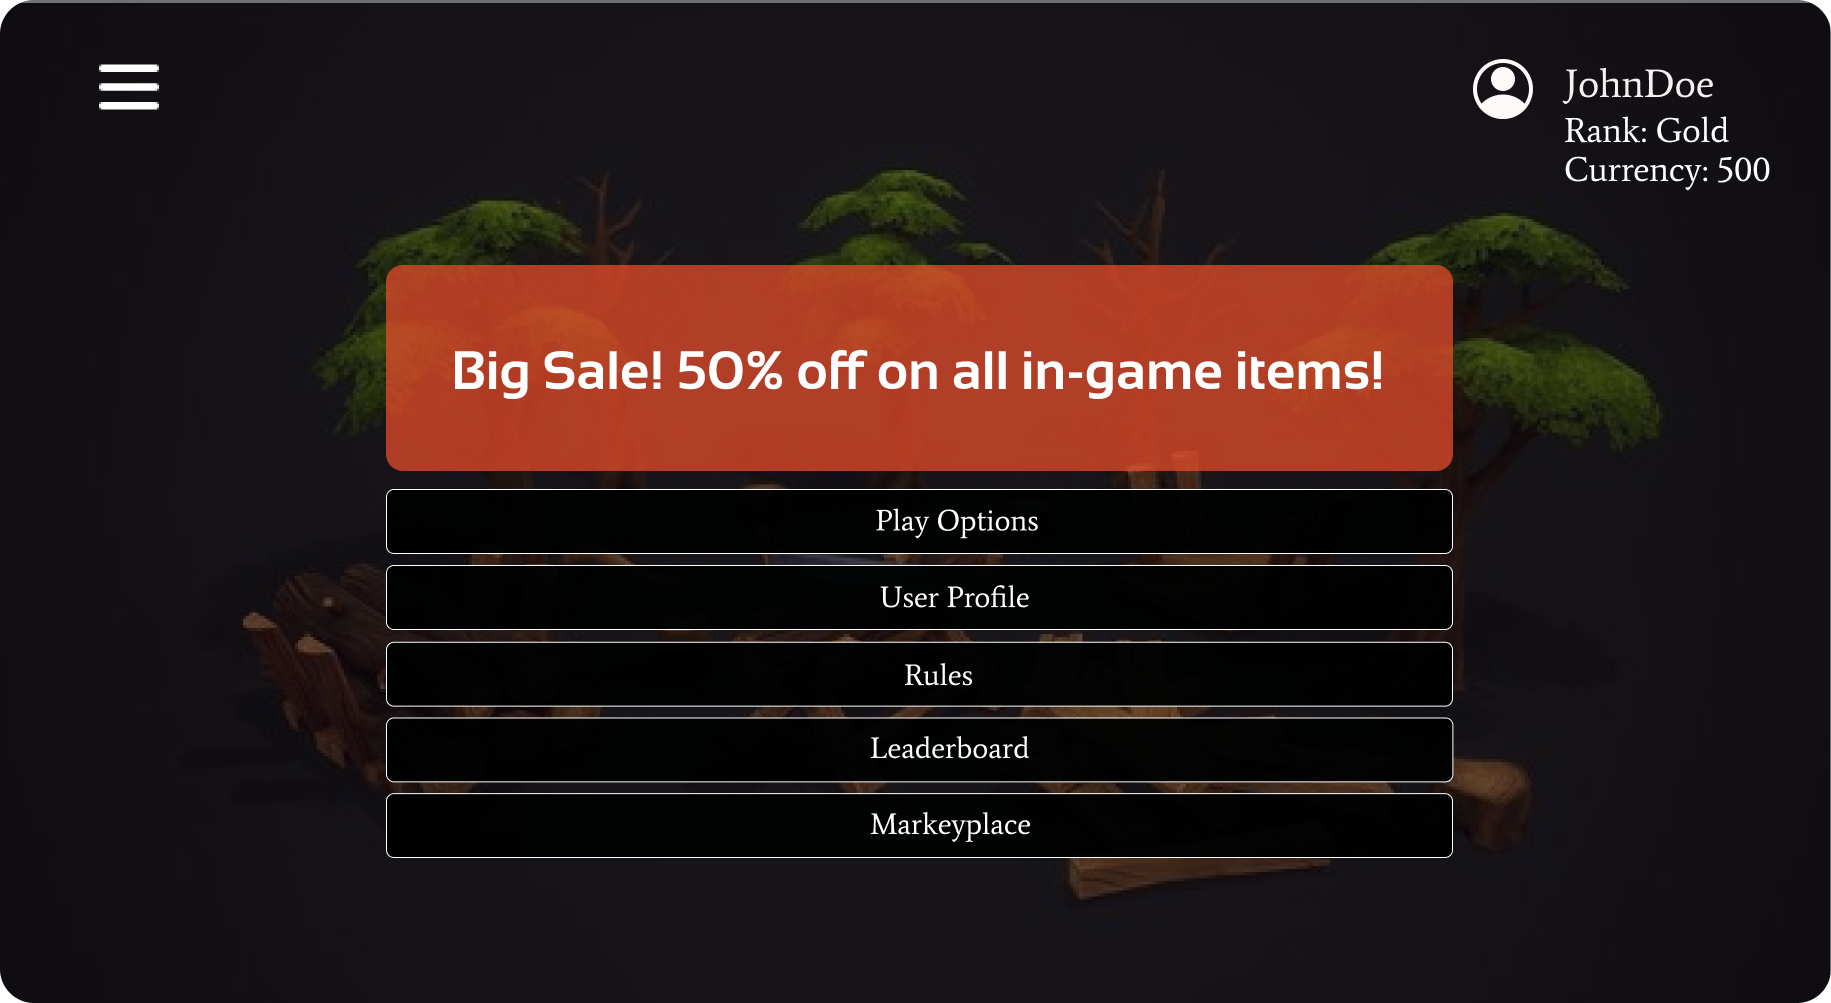 JohnDoe
Rank: Gold
Currency: 500
Big Sale! 50% off on all in-game items!
Play Options
User Profile
Rules
Leaderboard
Markeyplace